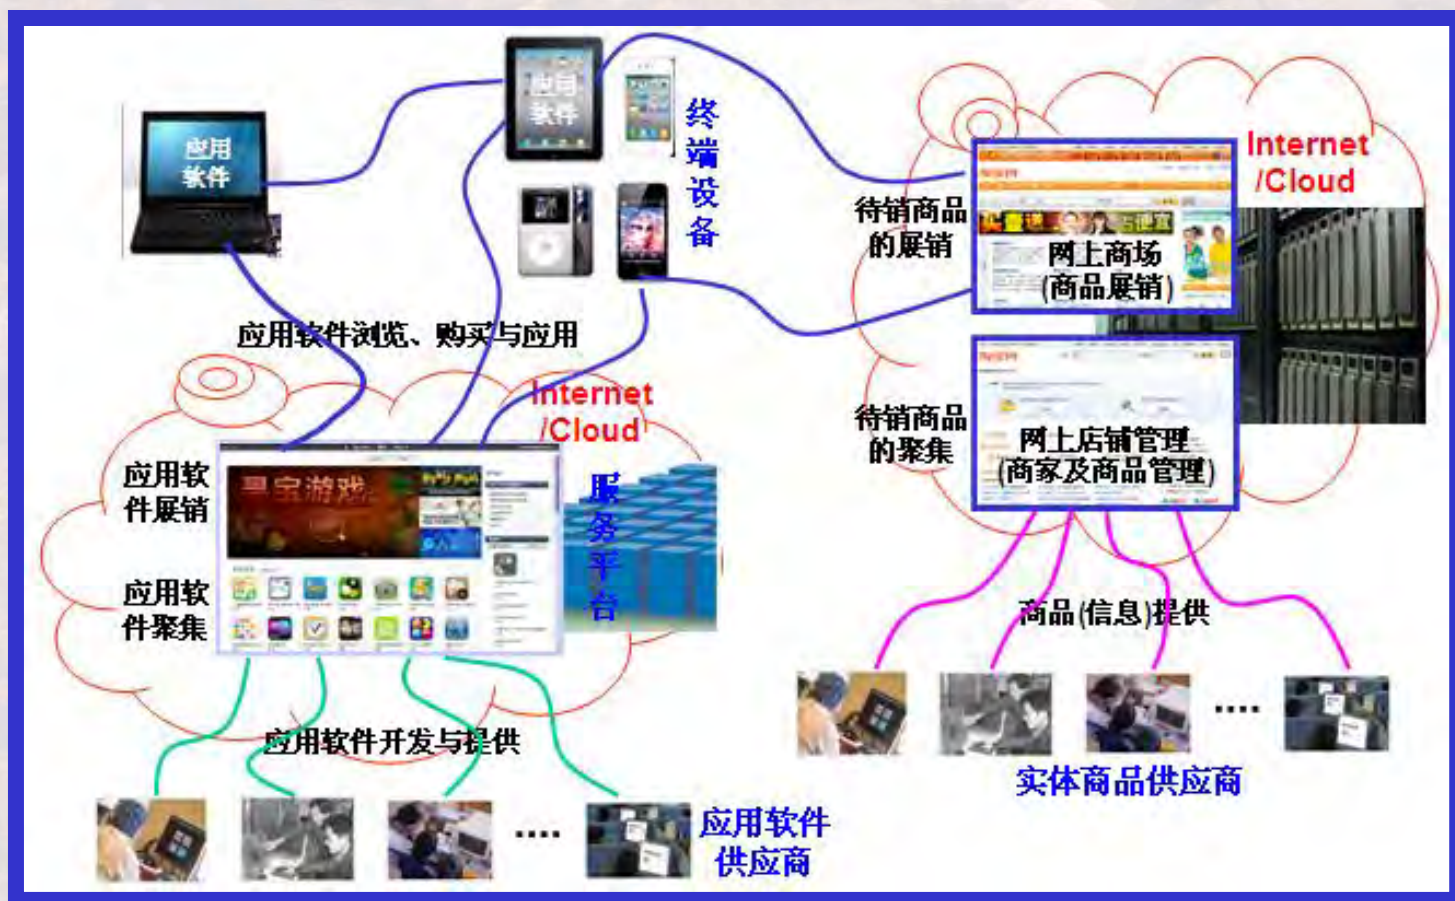 应用
软件
应用
软件
终
端
设
备
Internet
/Cloud
待销商品
的展销
网上商场
(商品展销)
应用软件浏览、购买与应用
待销商品
的聚集
网上店铺管理
(商家及商品管理)
Internet
/Cloud
应用软
件展销
服
务
平
台
应用软
件聚集
商品(信息)提供
....
实体商品供应商
应用软件开发与提供
....
应用软件
供应商